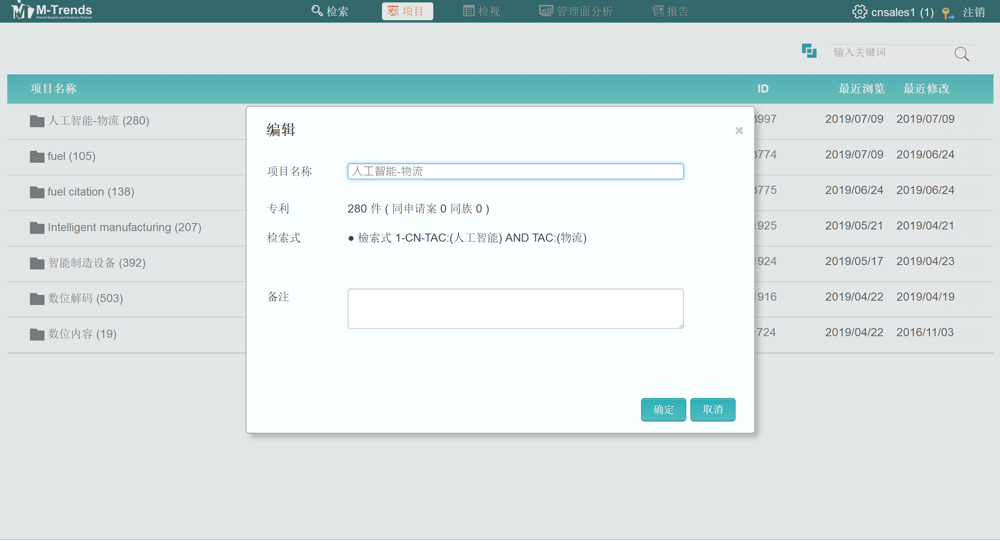 M-Trends
Patent Search and Analysis System
检索
项目
检视
管理面分析
报告
cnsales1 (1)
注销
输入关键词
项目名称 ID 最近浏览 最近修改
人工智能-物流 (280) 997 2019/07/09 2019/07/09
fuel (105) 774 2019/07/09 2019/06/24
fuel citation (138) 775 2019/06/24 2019/06/24
Intelligent manufacturing (207) 925 2019/05/21 2019/04/21
智能制造设备 (392) 924 2019/05/17 2019/04/23
数位解码 (503) 916 2019/04/22 2019/04/19
数位内容 (19) 724 2019/04/22 2016/11/03
编辑
项目名称 人工智能-物流
专利 280 件 ( 同申请案 0 同族 0 )
检索式 ● 檢索式 1-CN-TAC:(人工智能) AND TAC:(物流)
备注
确定 取消